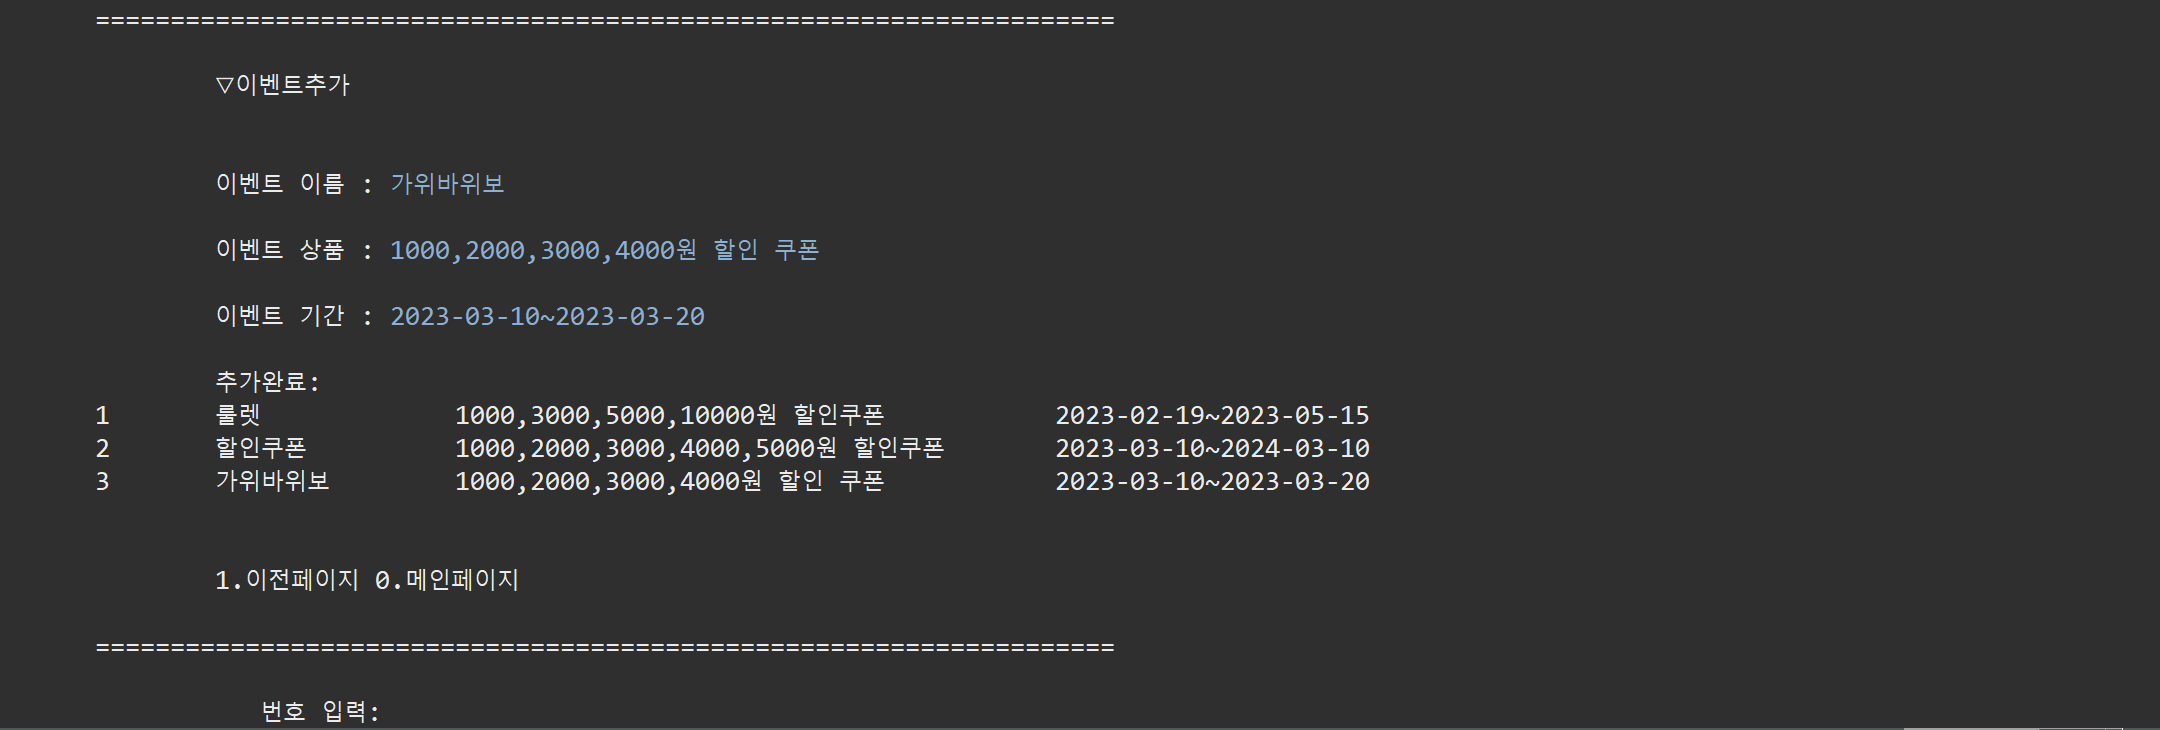 ====================================================================
▽이벤트추가
이벤트 이름 : 가위바위보
이벤트 상품 : 1000,2000,3000,4000원 할인 쿠폰
이벤트 기간 : 2023-03-10~2023-03-20
추가완료:
1 룰렛 1000,3000,5000,10000원 할인쿠폰 2023-02-19~2023-05-15
2 할인쿠폰 1000,2000,3000,4000,5000원 할인쿠폰 2023-03-10~2024-03-10
3 가위바위보 1000,2000,3000,4000원 할인 쿠폰 2023-03-10~2023-03-20
1.이전페이지 0.메인페이지
====================================================================
번호 입력: